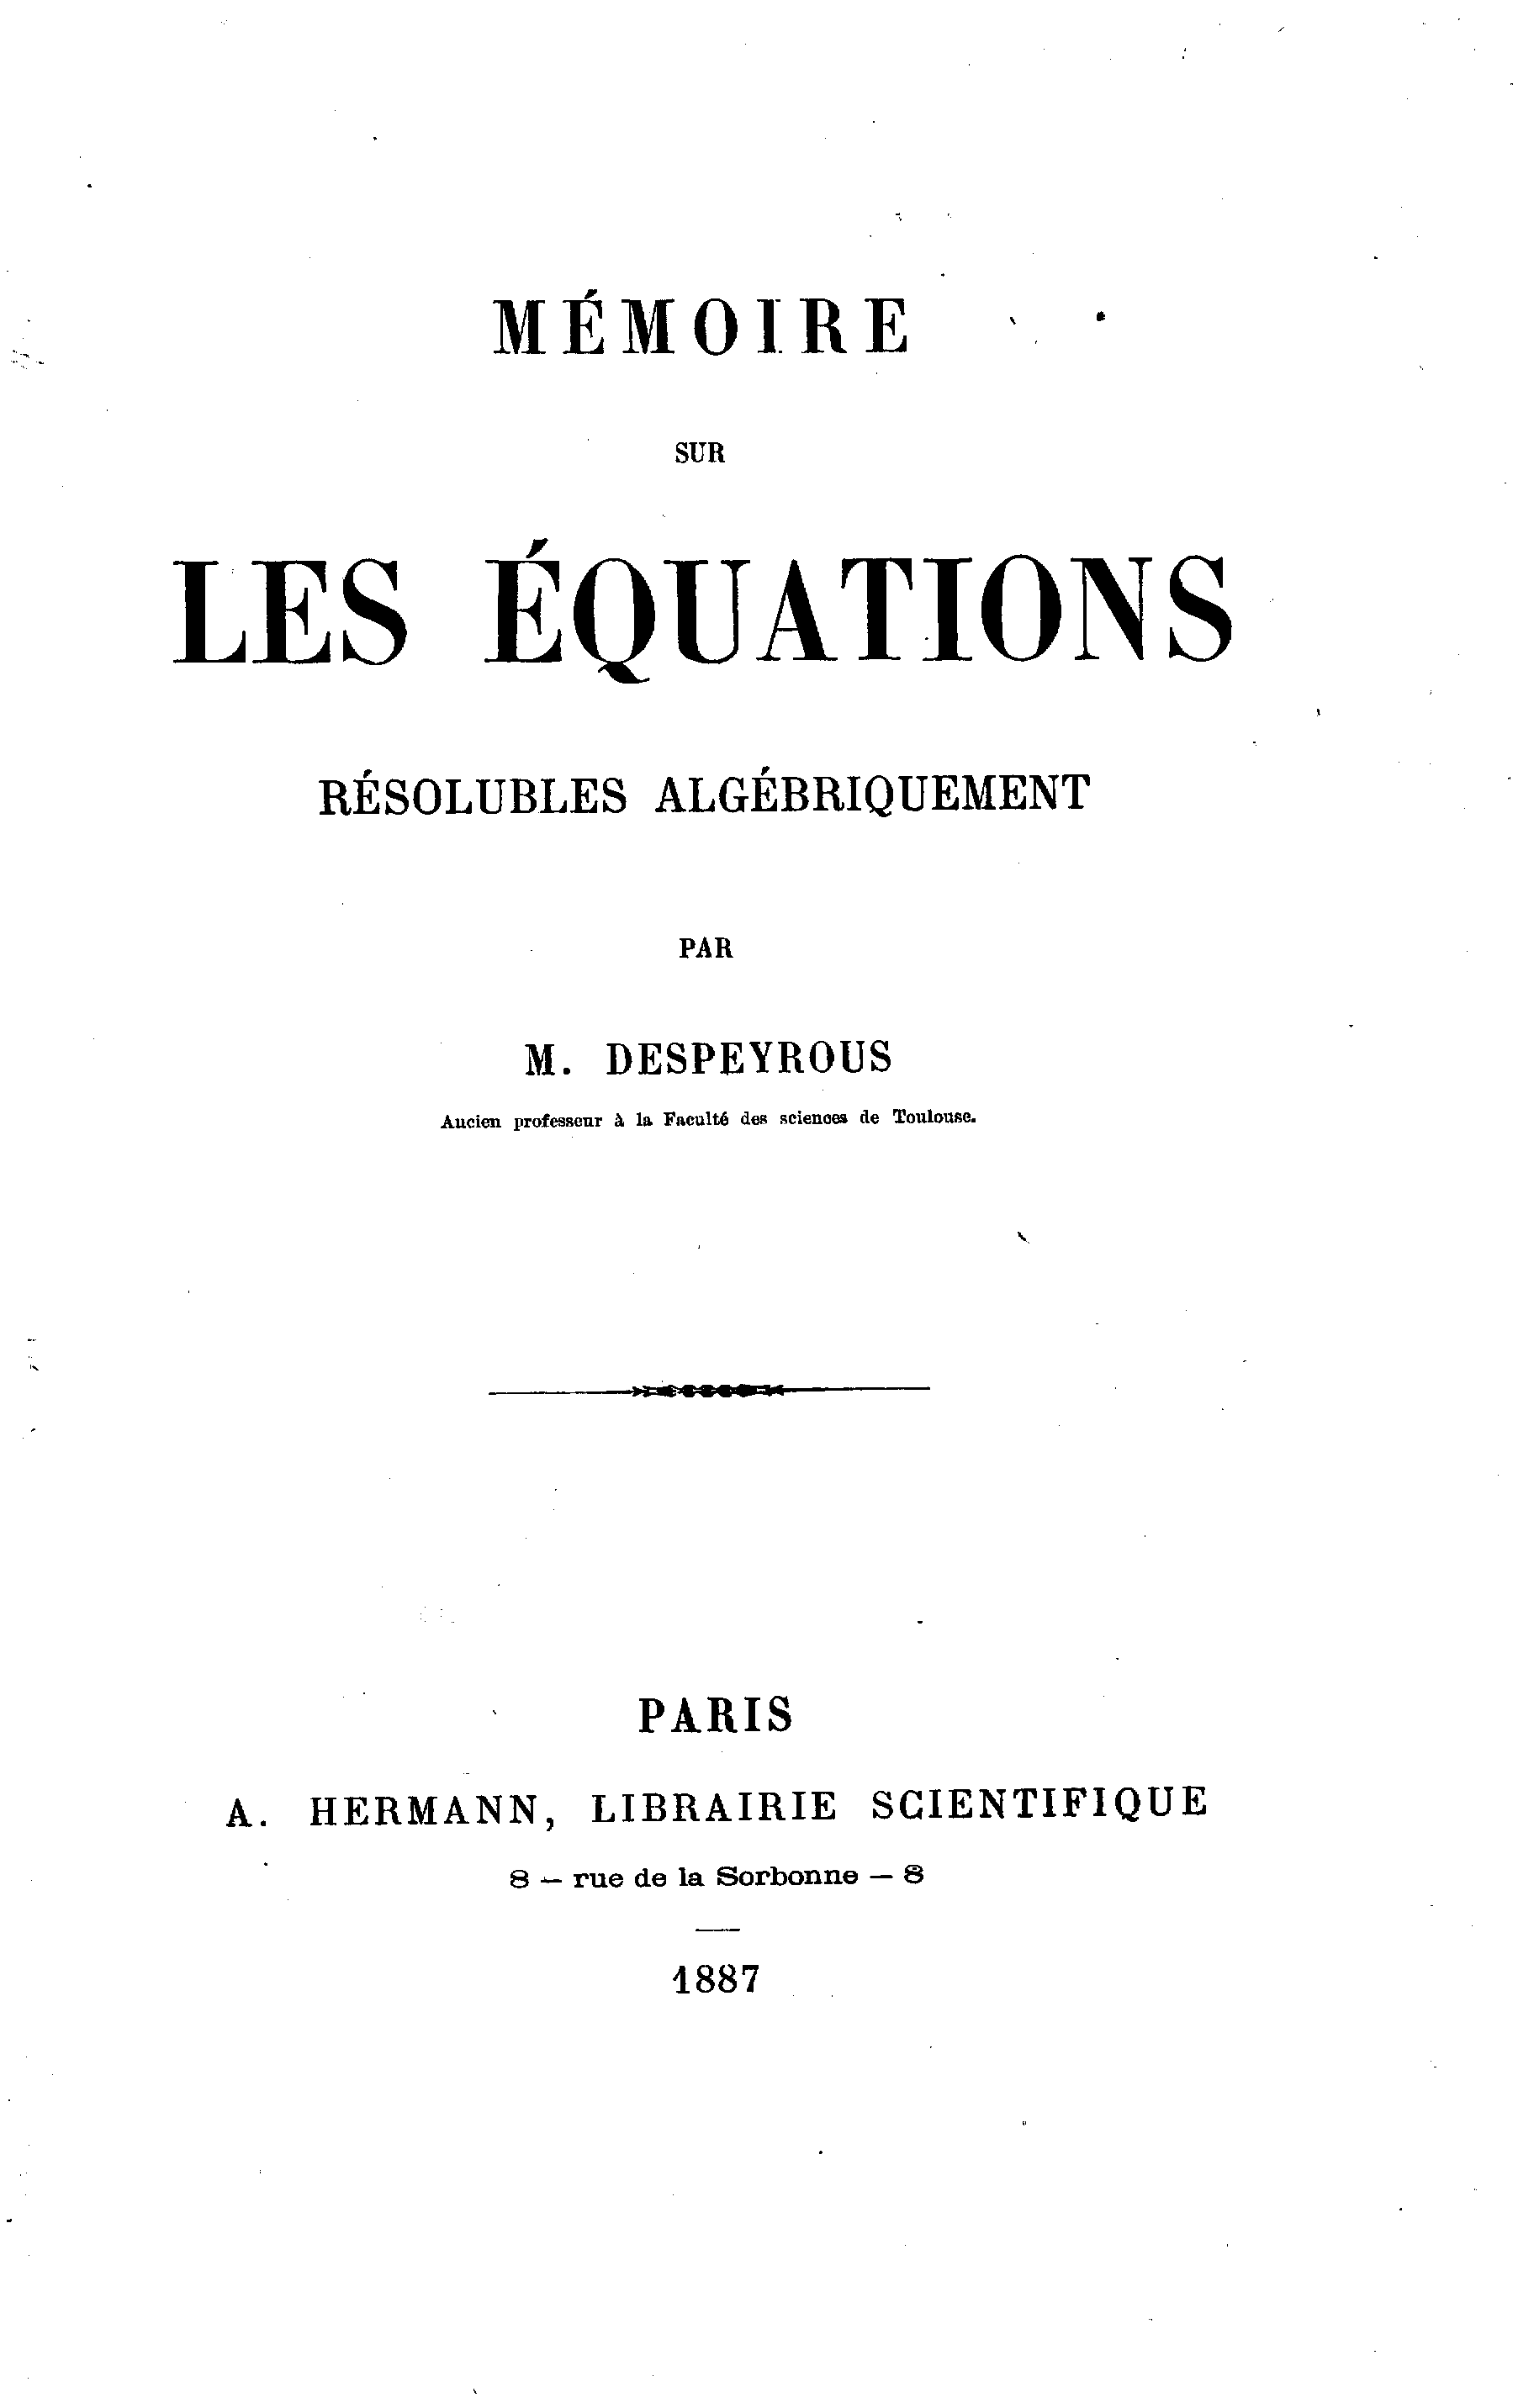 MÉMOIRE
SUR
LES ÉQUATIONS
RÉSOLUBLES ALGÉBRIQUEMENT
PAR
M. DESPEYROUS
Ancien professeur à la Faculté des sciences de Toulouse.
PARIS
A. HERMANN, LIBRAIRIE SCIENTIFIQUE
8 — rue de la Sorbonne — 8
1887